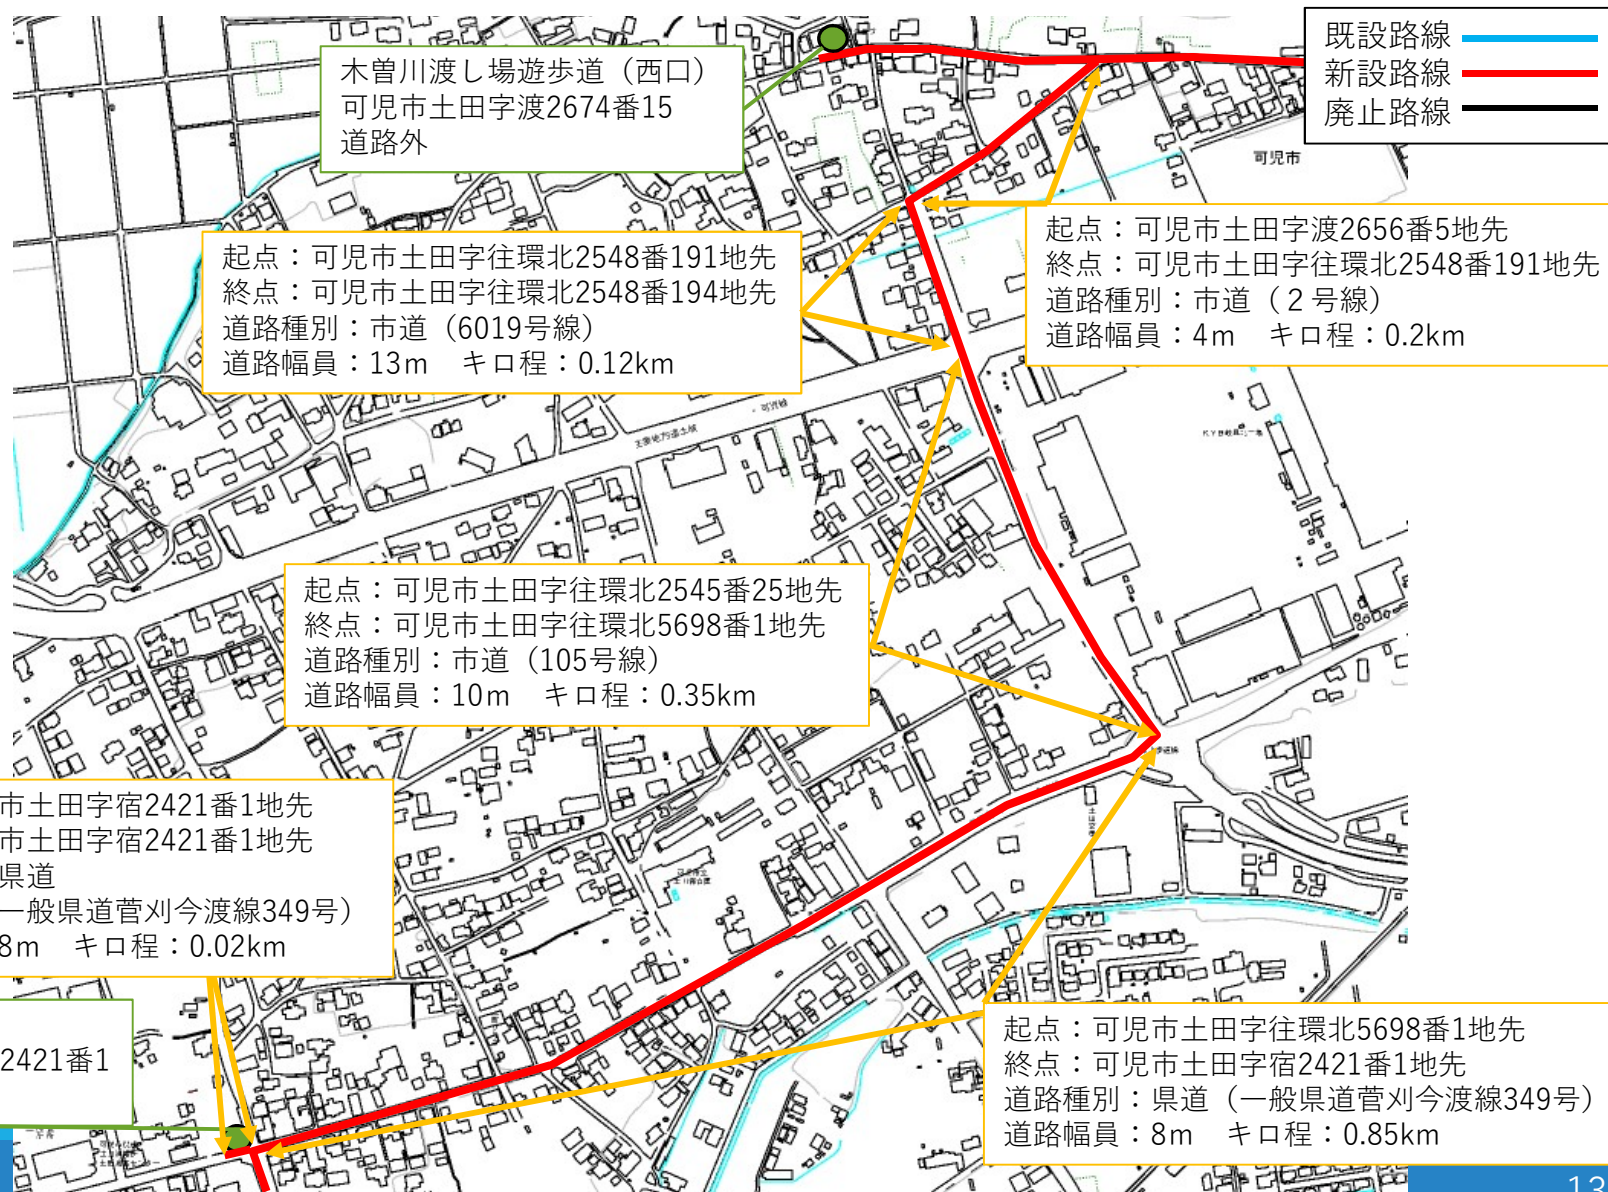 既設路線
新設路線
廃止路線
木曽川渡し場遊歩道（西口）
可児市土田字渡2674番15
道路外
可児市
起点：可児市土田字渡2656番5地先
終点：可児市土田字往環北2548番191地先
道路種別：市道（２号線）
道路幅員：4m　キロ程：0.2km
起点：可児市土田字往環北2548番191地先
終点：可児市土田字往環北2548番194地先
道路種別：市道（6019号線）
道路幅員：13m　キロ程：0.12km
起点：可児市土田字往環北2545番25地先
終点：可児市土田字往環北5698番1地先
道路種別：市道（105号線）
道路幅員：10m　キロ程：0.35km
市土田字宿2421番1地先
市土田字宿2421番1地先
県道
一般県道菅刈今渡線349号）
8m　キロ程：0.02km
2421番1
起点：可児市土田字往環北5698番1地先
終点：可児市土田字宿2421番1地先
道路種別：県道（一般県道菅刈今渡線349号）
道路幅員：8m　キロ程：0.85km
13